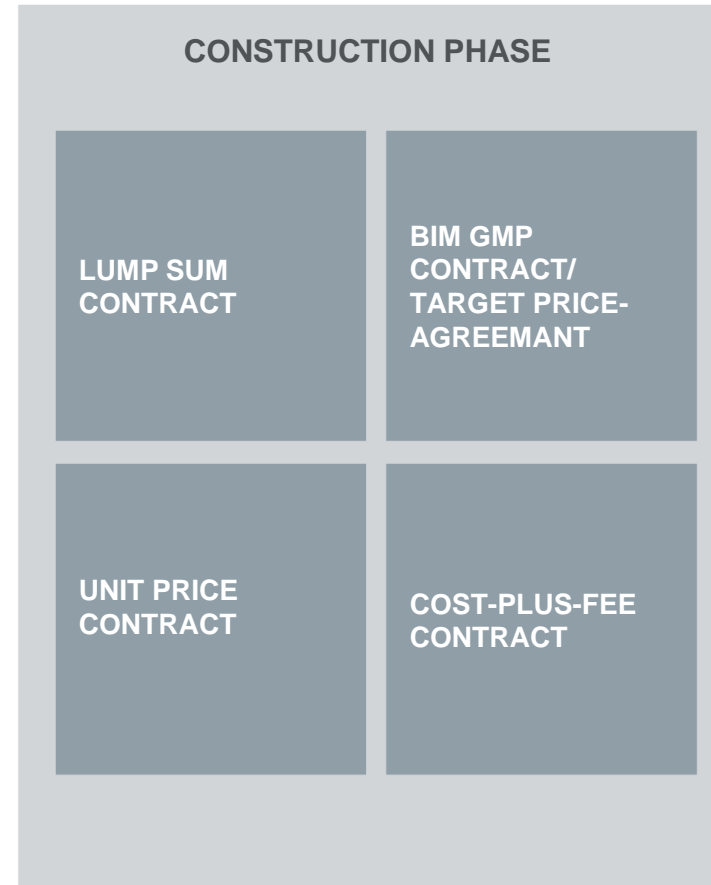 CONSTRUCTION PHASE
LUMP SUM
CONTRACT
BIM GMP
CONTRACT/
TARGET PRICE-
AGREEMANT
UNIT PRICE
CONTRACT
COST-PLUS-FEE
CONTRACT